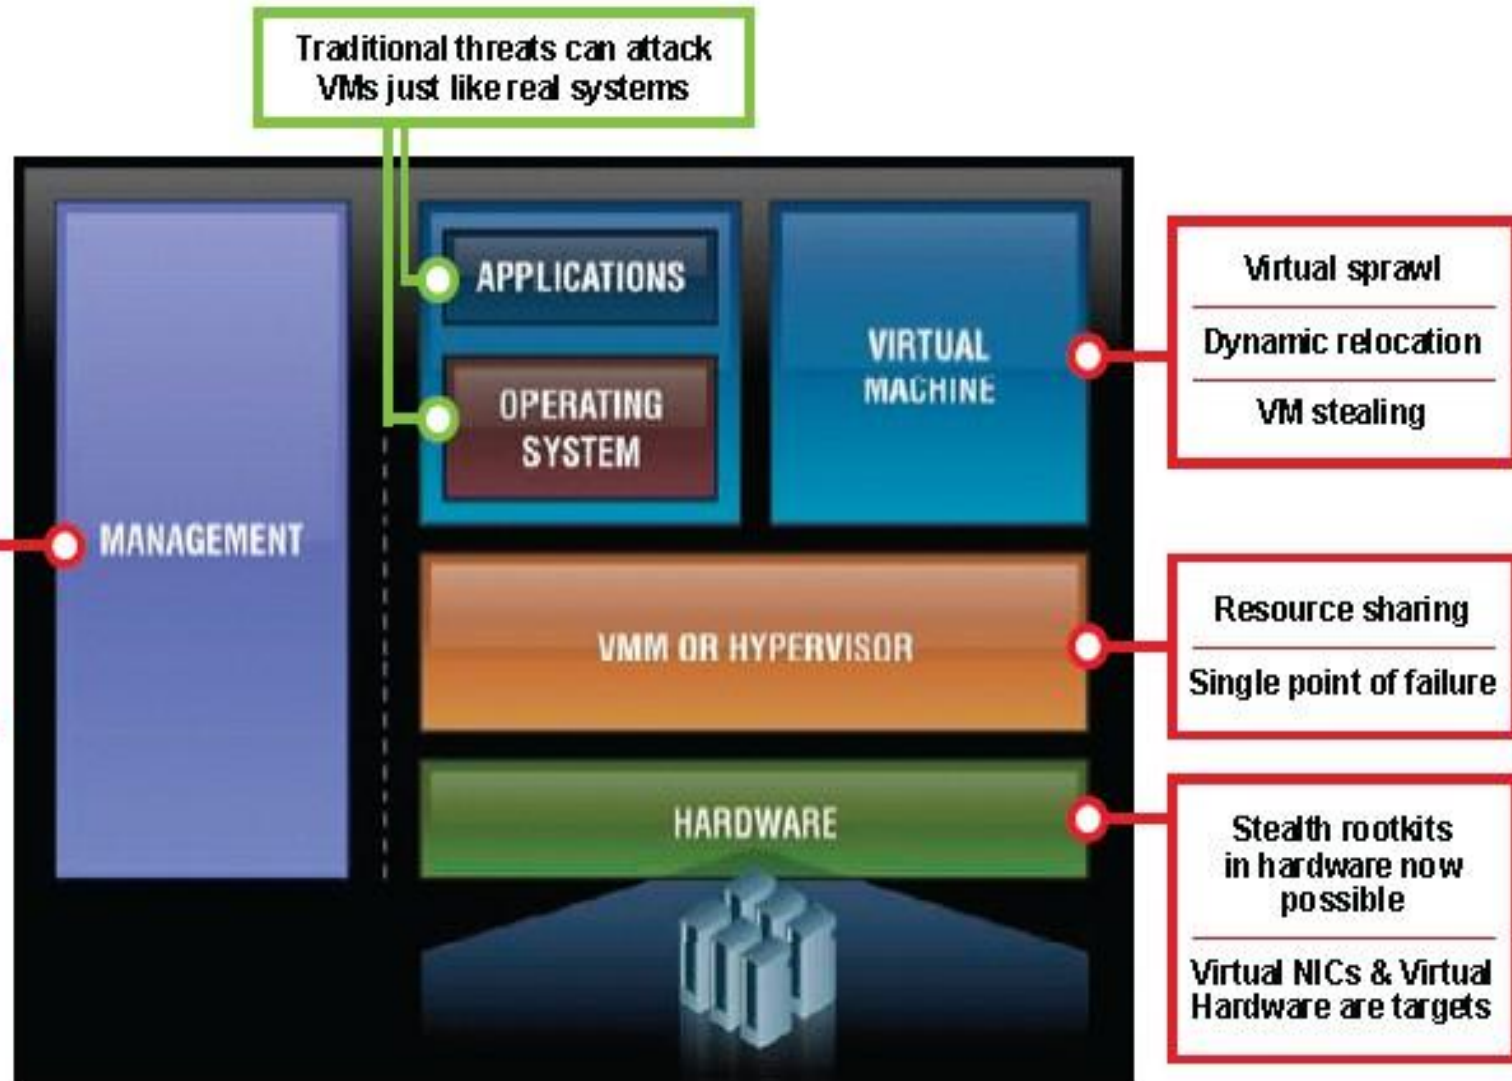 Traditional threats can attack
VMs just like real systems
MANAGEMENT
APPLICATIONS
OPERATING
SYSTEM
VIRTUAL
MACHINE
Virtual sprawl
Dynamic relocation
VM stealing
VMM OR HYPERVISOR
Resource sharing
Single point of failure
HARDWARE
Stealth rootkits
in hardware now
possible
Virtual NICs & Virtual
Hardware are targets